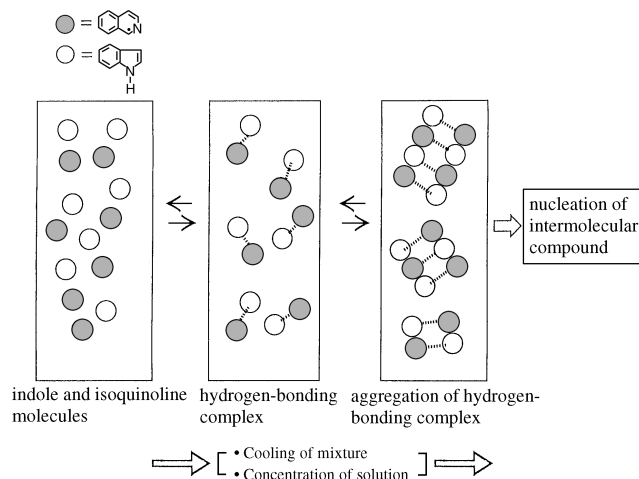 =
N
=
N
H
nucleation of
intermolecular
compound
indole and isoquinoline
molecules
hydrogen-bonding
complex
aggregation of hydrogen-
bonding complex
• Cooling of mixture
• Concentration of solution